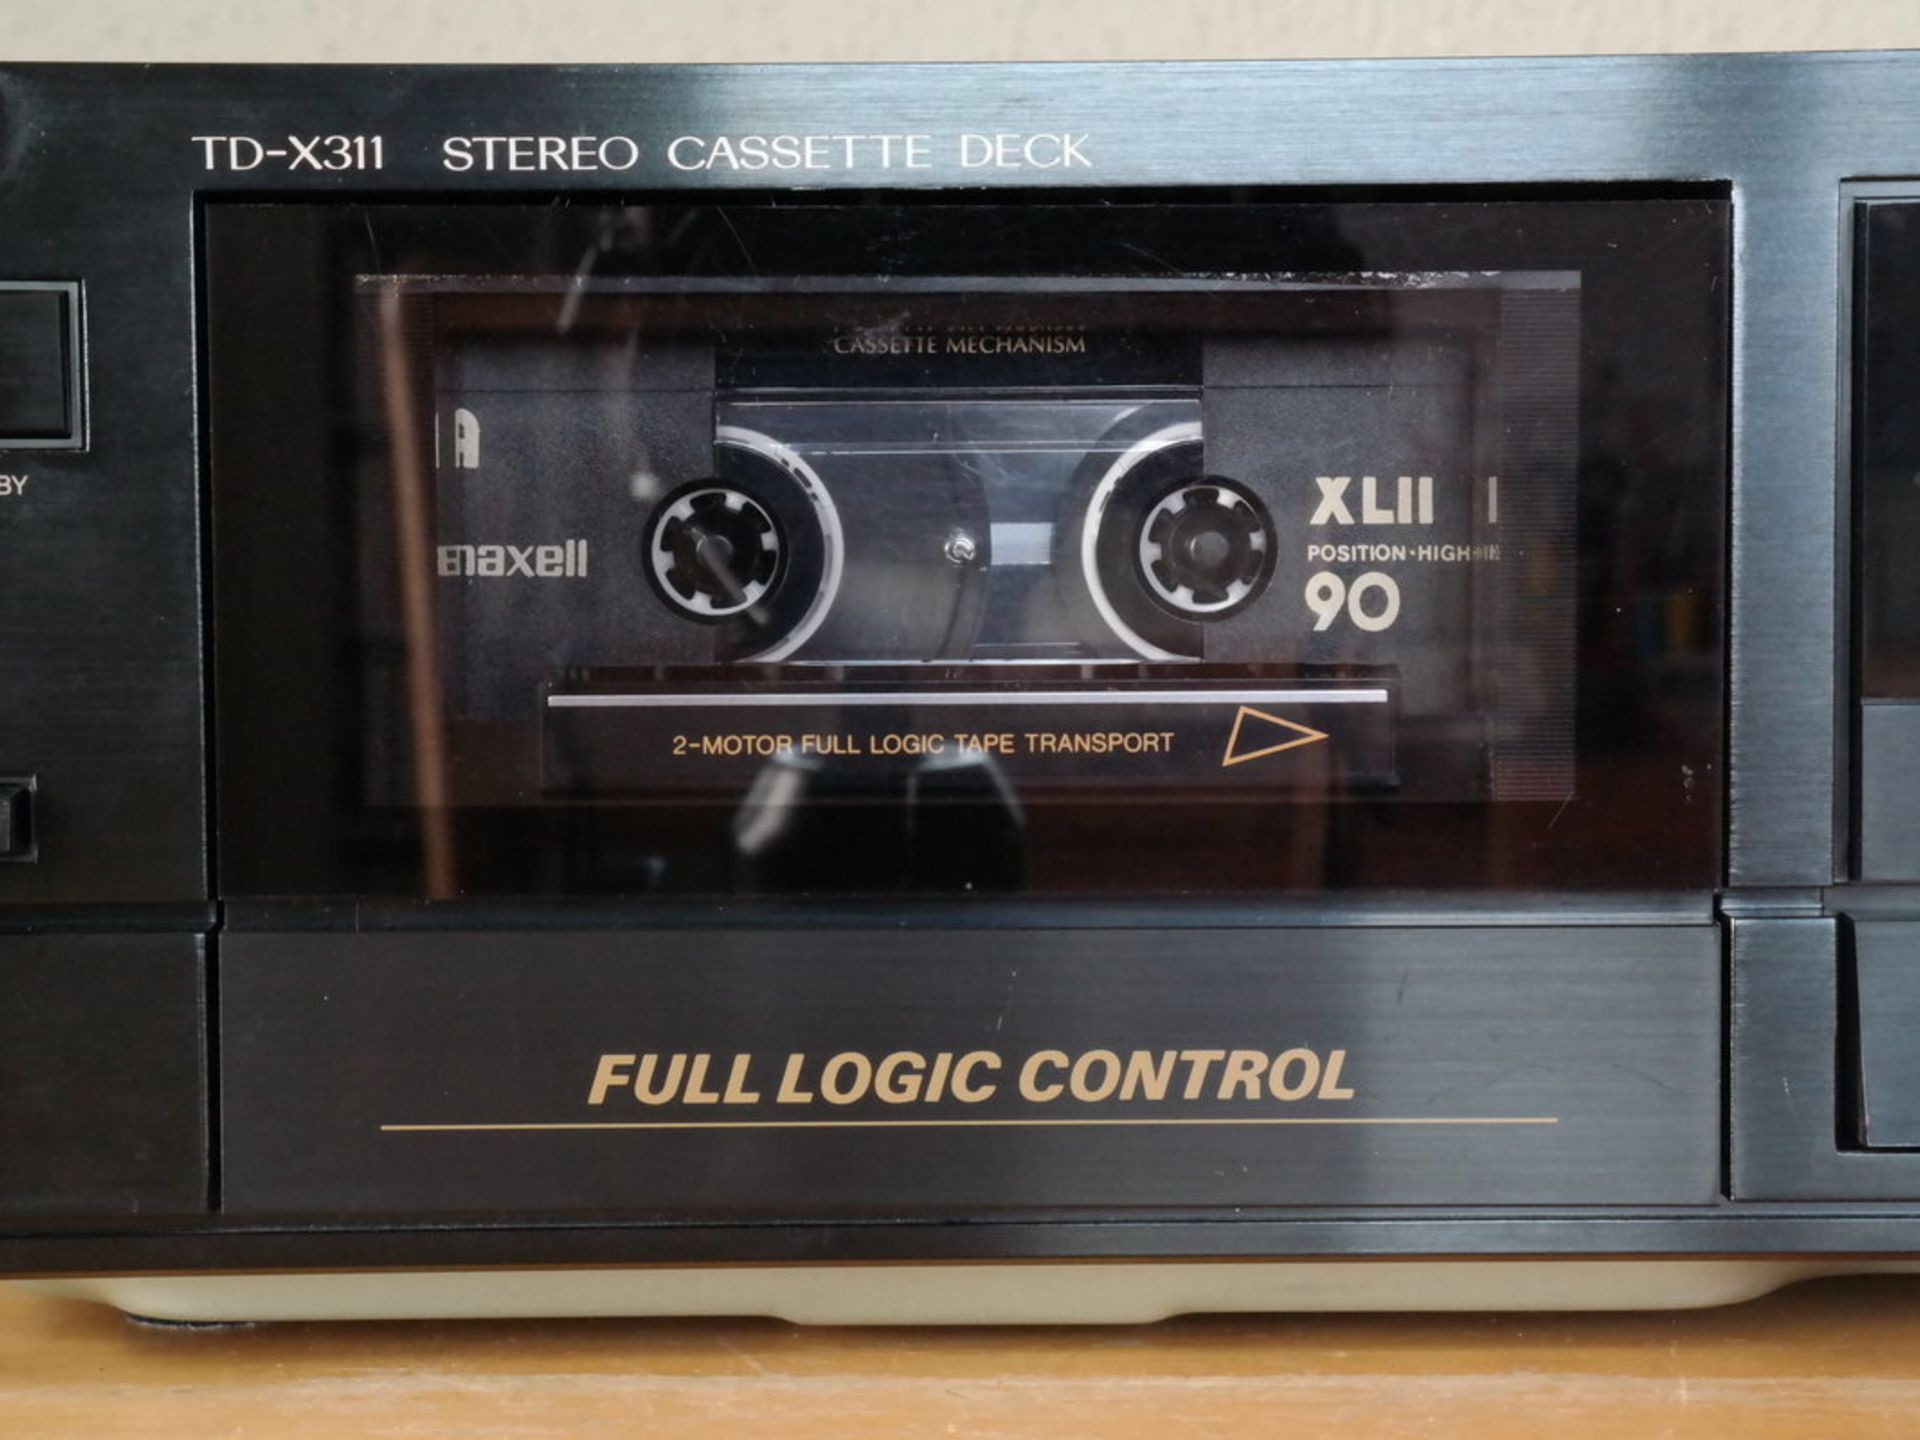 TD-X311 STEREO CASSETTE DECK
CASSETTE MECHANISM
A
BY
maxell
XLII
POSITION·HIGH
90
2-MOTOR FULL LOGIC TAPE TRANSPORT
FULL LOGIC CONTROL